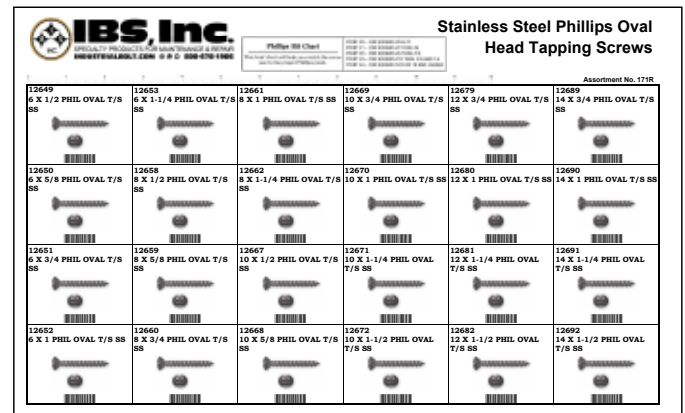 IBS, Inc.
SPECIALTY PRODUCTS FOR MAINTENANCE & REPAIR
INDUSTRIALBOLT.COM
800-870-1905
Phillips Bit Chart
Stainless Steel Phillips Oval
Head Tapping Screws
Assortment No. 171R
12649
6 X 1/2 PHIL OVAL T/S
SS
12653
6 X 1-1/4 PHIL OVAL T/S
SS
12661
8 X 1 PHIL OVAL T/S
SS
12669
10 X 3/4 PHIL OVAL T/S
SS
12679
12 X 3/4 PHIL OVAL T/S
SS
12689
14 X 3/4 PHIL OVAL T/S
SS
12650
6 X 5/8 PHIL OVAL T/S
SS
12658
8 X 1/2 PHIL OVAL T/S
SS
12662
8 X 1-1/4 PHIL OVAL T/S
SS
12670
10 X 1 PHIL OVAL T/S SS
12680
12 X 1 PHIL OVAL T/S SS
12690
14 X 1 PHIL OVAL T/S SS
12651
6 X 3/4 PHIL OVAL T/S
SS
12659
8 X 5/8 PHIL OVAL T/S
SS
12667
10 X 1/2 PHIL OVAL T/S
SS
12671
10 X 1-1/4 PHIL OVAL
T/S SS
12681
12 X 1-1/4 PHIL OVAL
T/S SS
12691
14 X 1-1/4 PHIL OVAL
T/S SS
12652
6 X 1 PHIL OVAL T/S SS
12660
8 X 3/4 PHIL OVAL T/S
SS
12668
10 X 5/8 PHIL OVAL T/S
SS
12672
10 X 1-1/2 PHIL OVAL
T/S SS
12682
12 X 1-1/2 PHIL OVAL
T/S SS
12692
14 X 1-1/2 PHIL OVAL
T/S SS